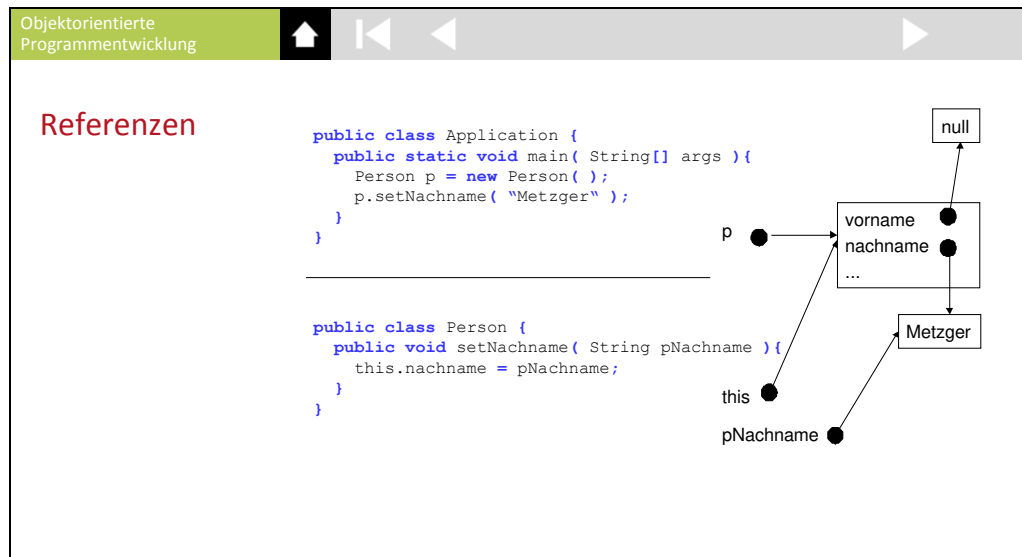 Objektorientierte
Programmentwicklung
Referenzen
public class Application {
public static void main( String[] args ){
Person p = new Person( );
p.setNachname( “Metzger“ );
}
}
public class Person {
public void setNachname( String pNachname ){
this.nachname = pNachname;
}
}
null
p
vorname
nachname
...
Metzger
this
pNachname